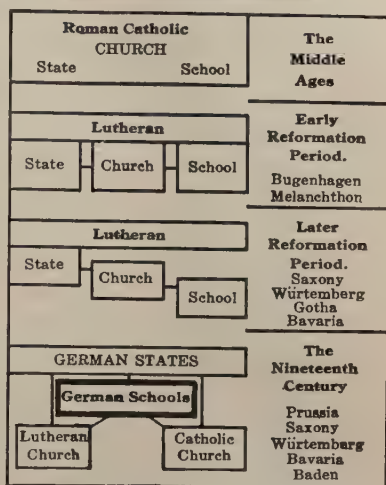 Roman Catholic
CHURCH
State School
The
Middle
Ages
Lutheran
State Church School
Early
Reformation
Period.
Bugenhagen
Melanchthon
Lutheran
State
Church
School
Later
Reformation
Period.
Saxony
Würtemberg
Gotha
Bavaria
GERMAN STATES
German Schools
Lutheran
Church
Catholic
Church
The
Nineteenth
Century
Prussia
Saxony
Würtemburg
Bavaria
Baden